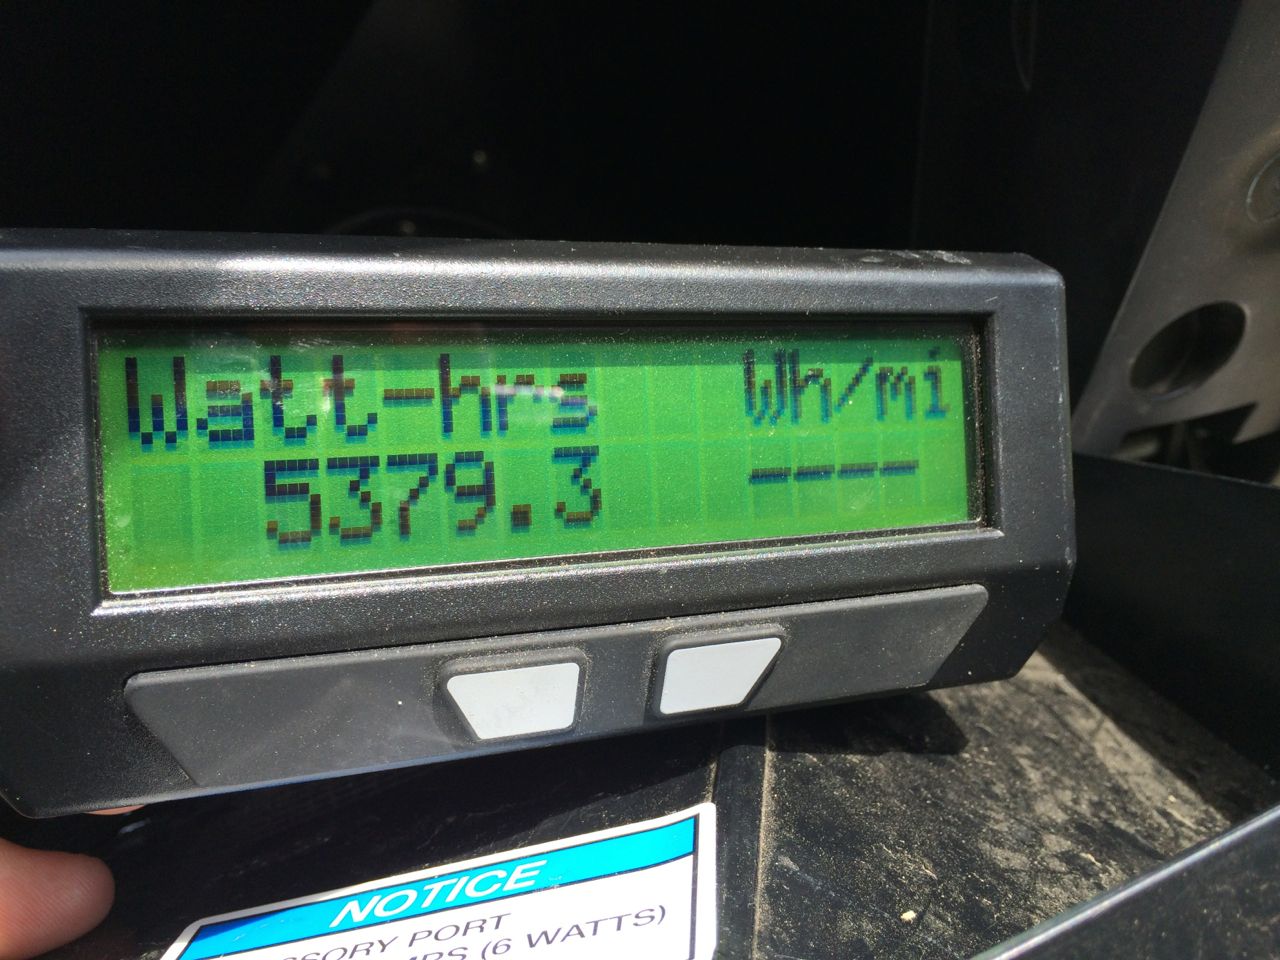 Watt-hrs Wh/mi
5379.3 ----
NOTICE
SSORY PORT
(6 WATTS)